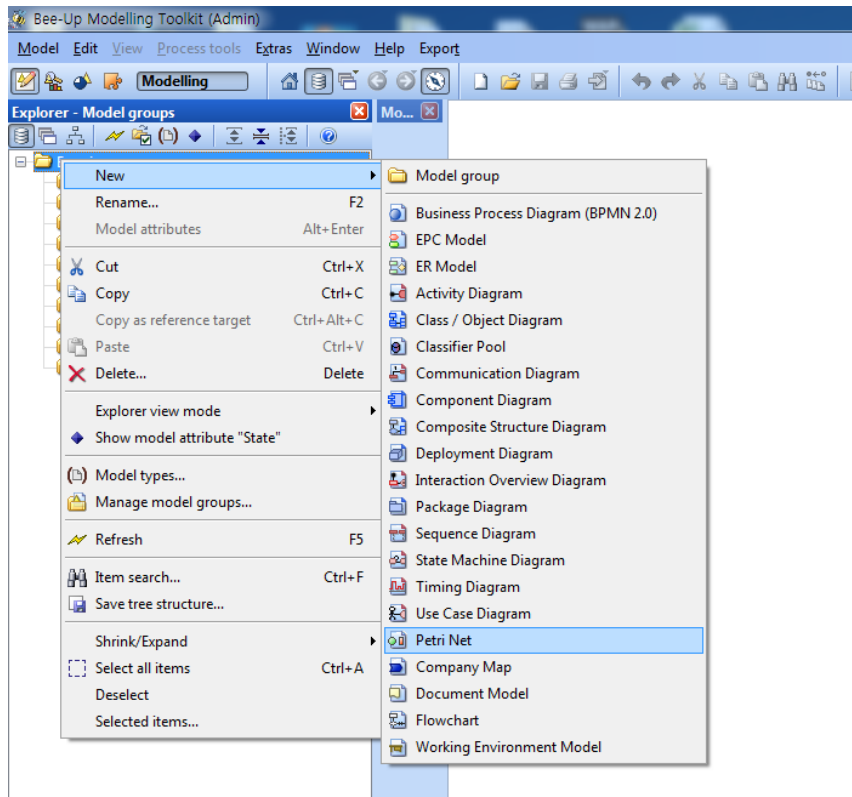 Bee-Up Modelling Toolkit (Admin)
Model Edit View Process tools Extras Window Help Export
Modelling
Explorer - Model groups
Mo...
New
Rename... F2
Model attributes Alt+Enter
Cut Ctrl+X
Copy Ctrl+C
Copy as reference target Ctrl+Alt+C
Paste Ctrl+V
Delete... Delete
Explorer view mode
Show model attribute "State"
Model types...
Manage model groups...
Refresh F5
Item search... Ctrl+F
Save tree structure...
Shrink/Expand
Select all items Ctrl+A
Deselect
Selected items...
Model group
Business Process Diagram (BPMN 2.0)
EPC Model
ER Model
Activity Diagram
Class / Object Diagram
Classifier Pool
Communication Diagram
Component Diagram
Composite Structure Diagram
Deployment Diagram
Interaction Overview Diagram
Package Diagram
Sequence Diagram
State Machine Diagram
Timing Diagram
Use Case Diagram
Petri Net
Company Map
Document Model
Flowchart
Working Environment Model